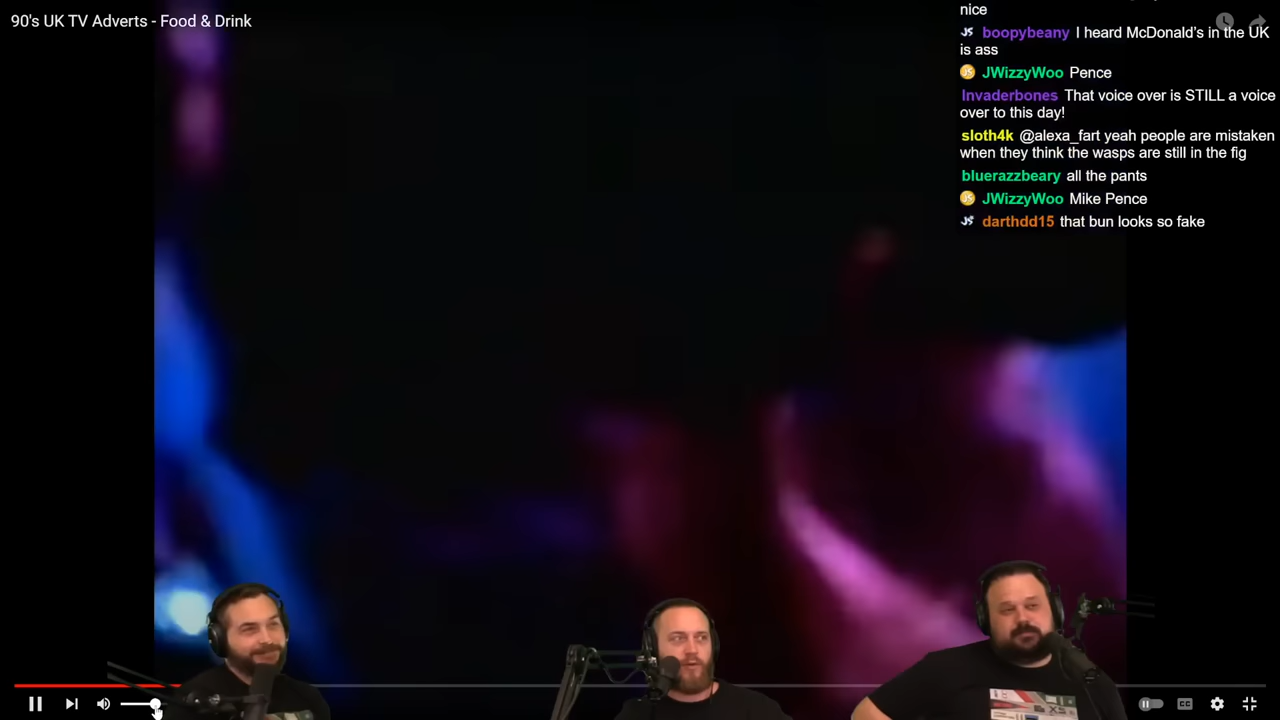 90's UK TV Adverts - Food & Drink
nice
boopybeany I heard McDonald's in the UK
is ass
JWizzyWoo Pence
Invaderbones That voice over is STILL a voice
over to this day!
sloth4k @alexa_fart yeah people are mistaken
when they think the wasps are still in the fig
bluerazzbeary all the pants
JWizzyWoo Mike Pence
darthdd15 that bun looks so fake